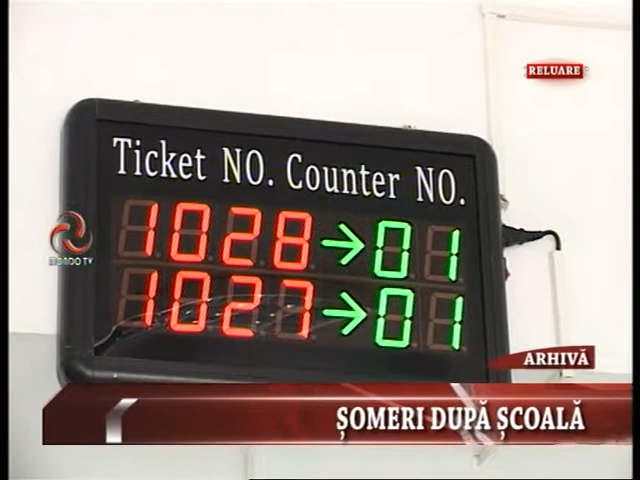 RELUARE
Ticket NO. Counter NO.
1028→01
1027→01
ARHIVĂ
ȘOMERI DUPĂ ȘCOALĂ